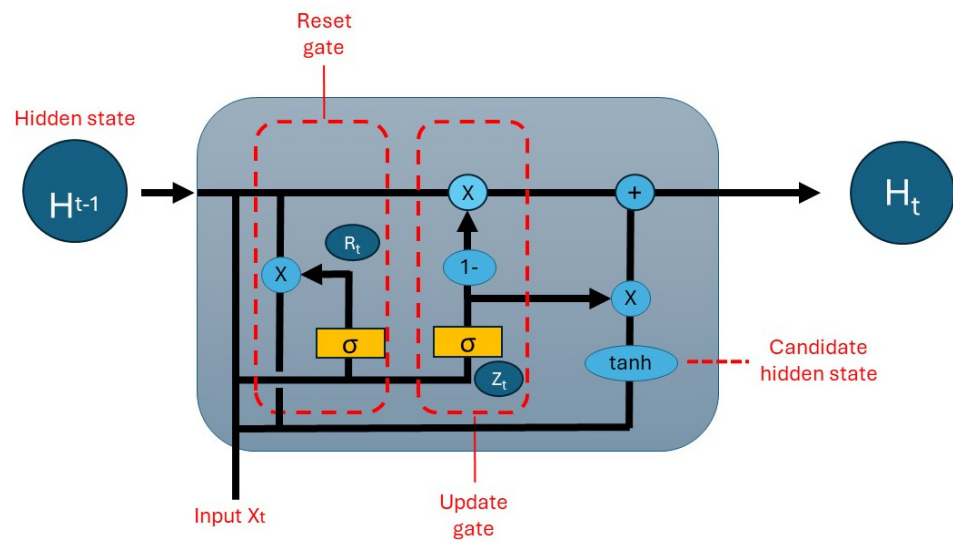 Reset
gate
Hidden state
Ht-1
X
+
Ht
Rt
X
1-
X
σ
σ
tanh
Zt
Candidate
hidden state
Input Xt
Update
gate